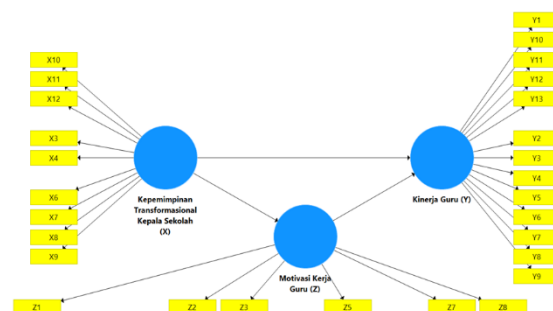 Y1
Y10
Y11
Y12
Y13
X10
X11
X12
X3
X4
X6
X7
X8
X9
Y2
Y3
Y4
Y5
Y6
Y7
Y8
Y9
Kepemimpinan
Transformasional
Kepala Sekolah
(X)
Kinerja Guru (Y)
Motivasi Kerja
Guru (Z)
Z1
Z2
Z3
Z5
Z7
Z8